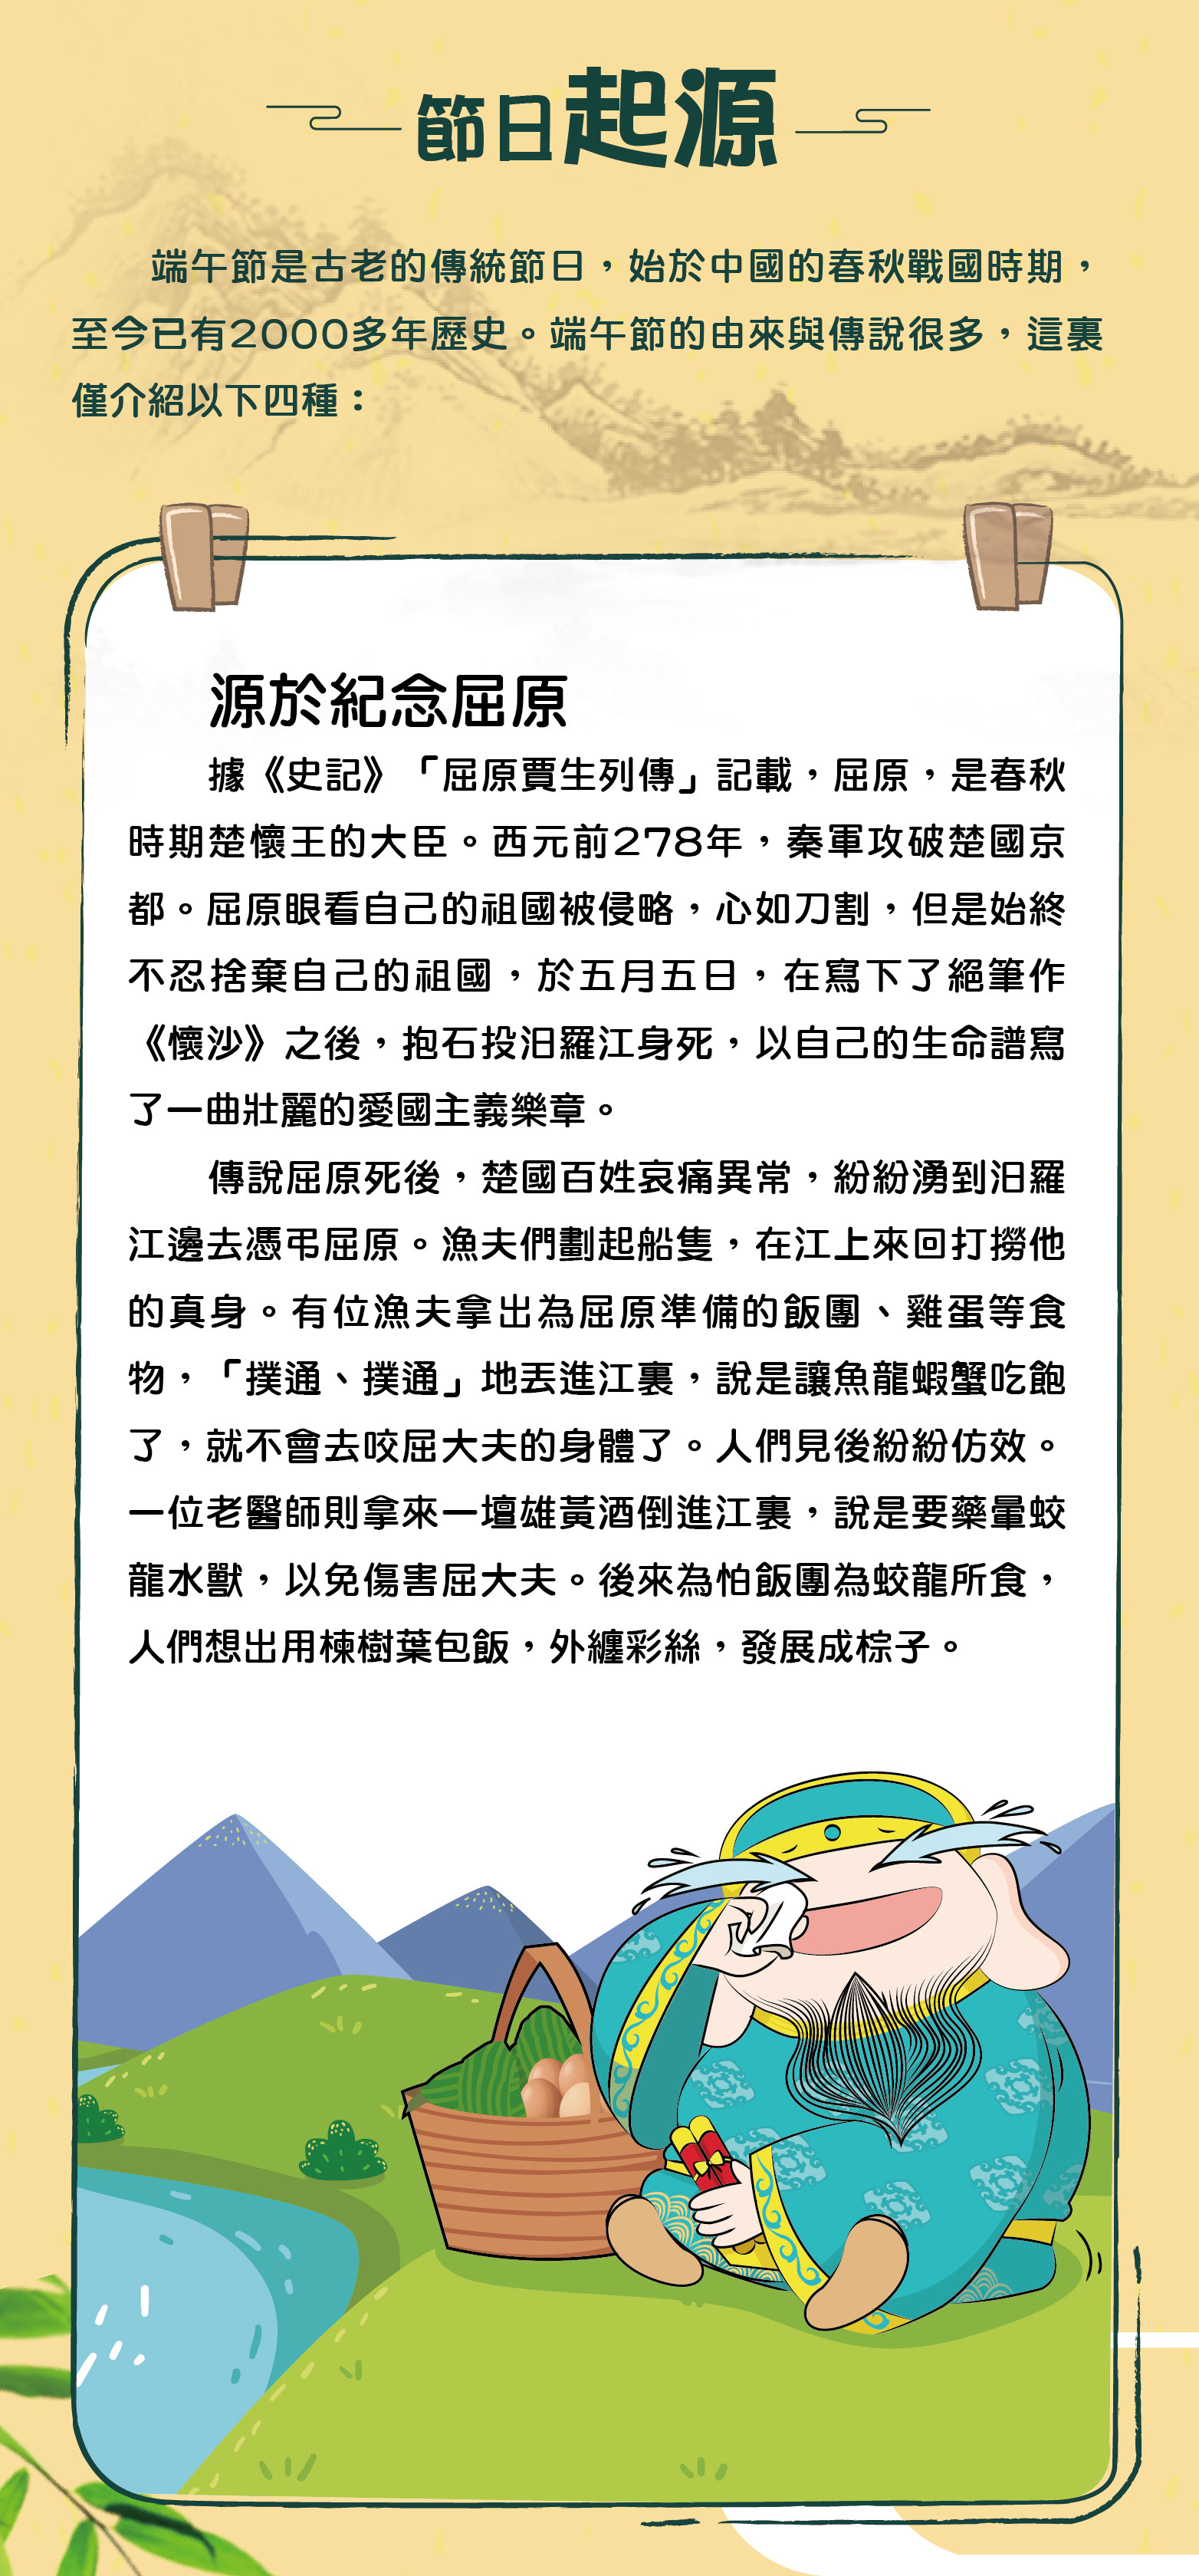 節日起源
端午節是古老的傳統節日，始於中國的春秋戰國時期，
至今已有2000多年歷史。端午節的由來與傳說很多，這裏
僅介紹以下四種：
源於紀念屈原
據《史記》「屈原賈生列傳」記載，屈原，是春秋
時期楚懷王的大臣。西元前278年，秦軍攻破楚國京
都。屈原眼看自己的祖國被侵略，心如刀割，但是始終
不忍捨棄自己的祖國，於五月五日，在寫下了絕筆作
《懷沙》之後，抱石投汨羅江身死，以自己的生命譜寫
了一曲壯麗的愛國主義樂章。
傳說屈原死後，楚國百姓哀痛異常，紛紛湧到汨羅
江邊去憑弔屈原。漁夫們劃起船隻，在江上來回打撈他
的真身。有位漁夫拿出為屈原準備的飯團、雞蛋等食
物，「撲通、撲通」地丟進江裏，說是讓魚龍蝦蟹吃飽
了，就不會去咬屈大夫的身體了。人們見後紛紛仿效。
一位老醫師則拿來一壇雄黃酒倒進江裏，說是要藥暈蛟
龍水獸，以免傷害屈大夫。後來為怕飯團為蛟龍所食，
人們想出用楝樹葉包飯，外纏彩絲，發展成棕子。